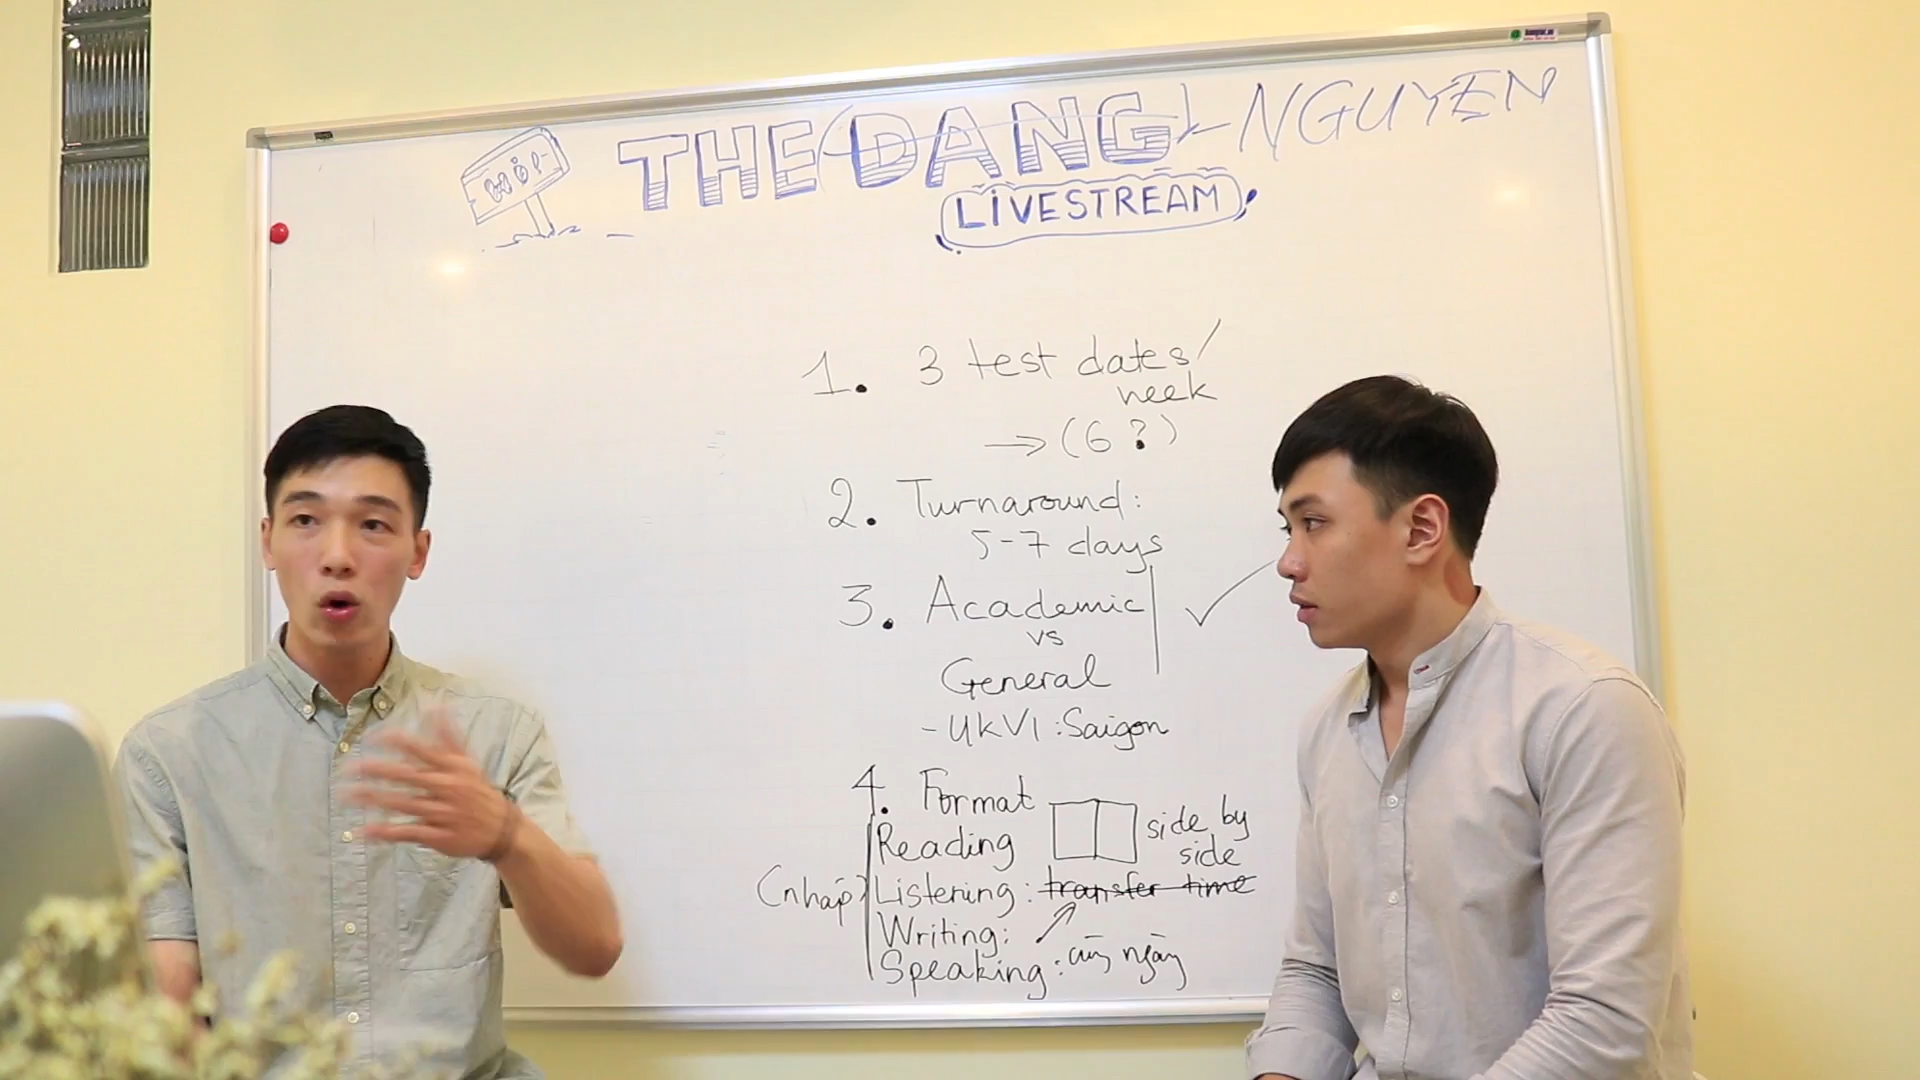 THE DANG - NGUYEN
LIVESTREAM
1. 3 test dates/
week
→ (6 ?)
2. Turnaround:
5-7 days
3. Academic
vs
General
- UKVI : Saigon
4. Format
Reading side by
side
(nháp) Listening : transfer time
Writing:
Speaking : cùng ngày